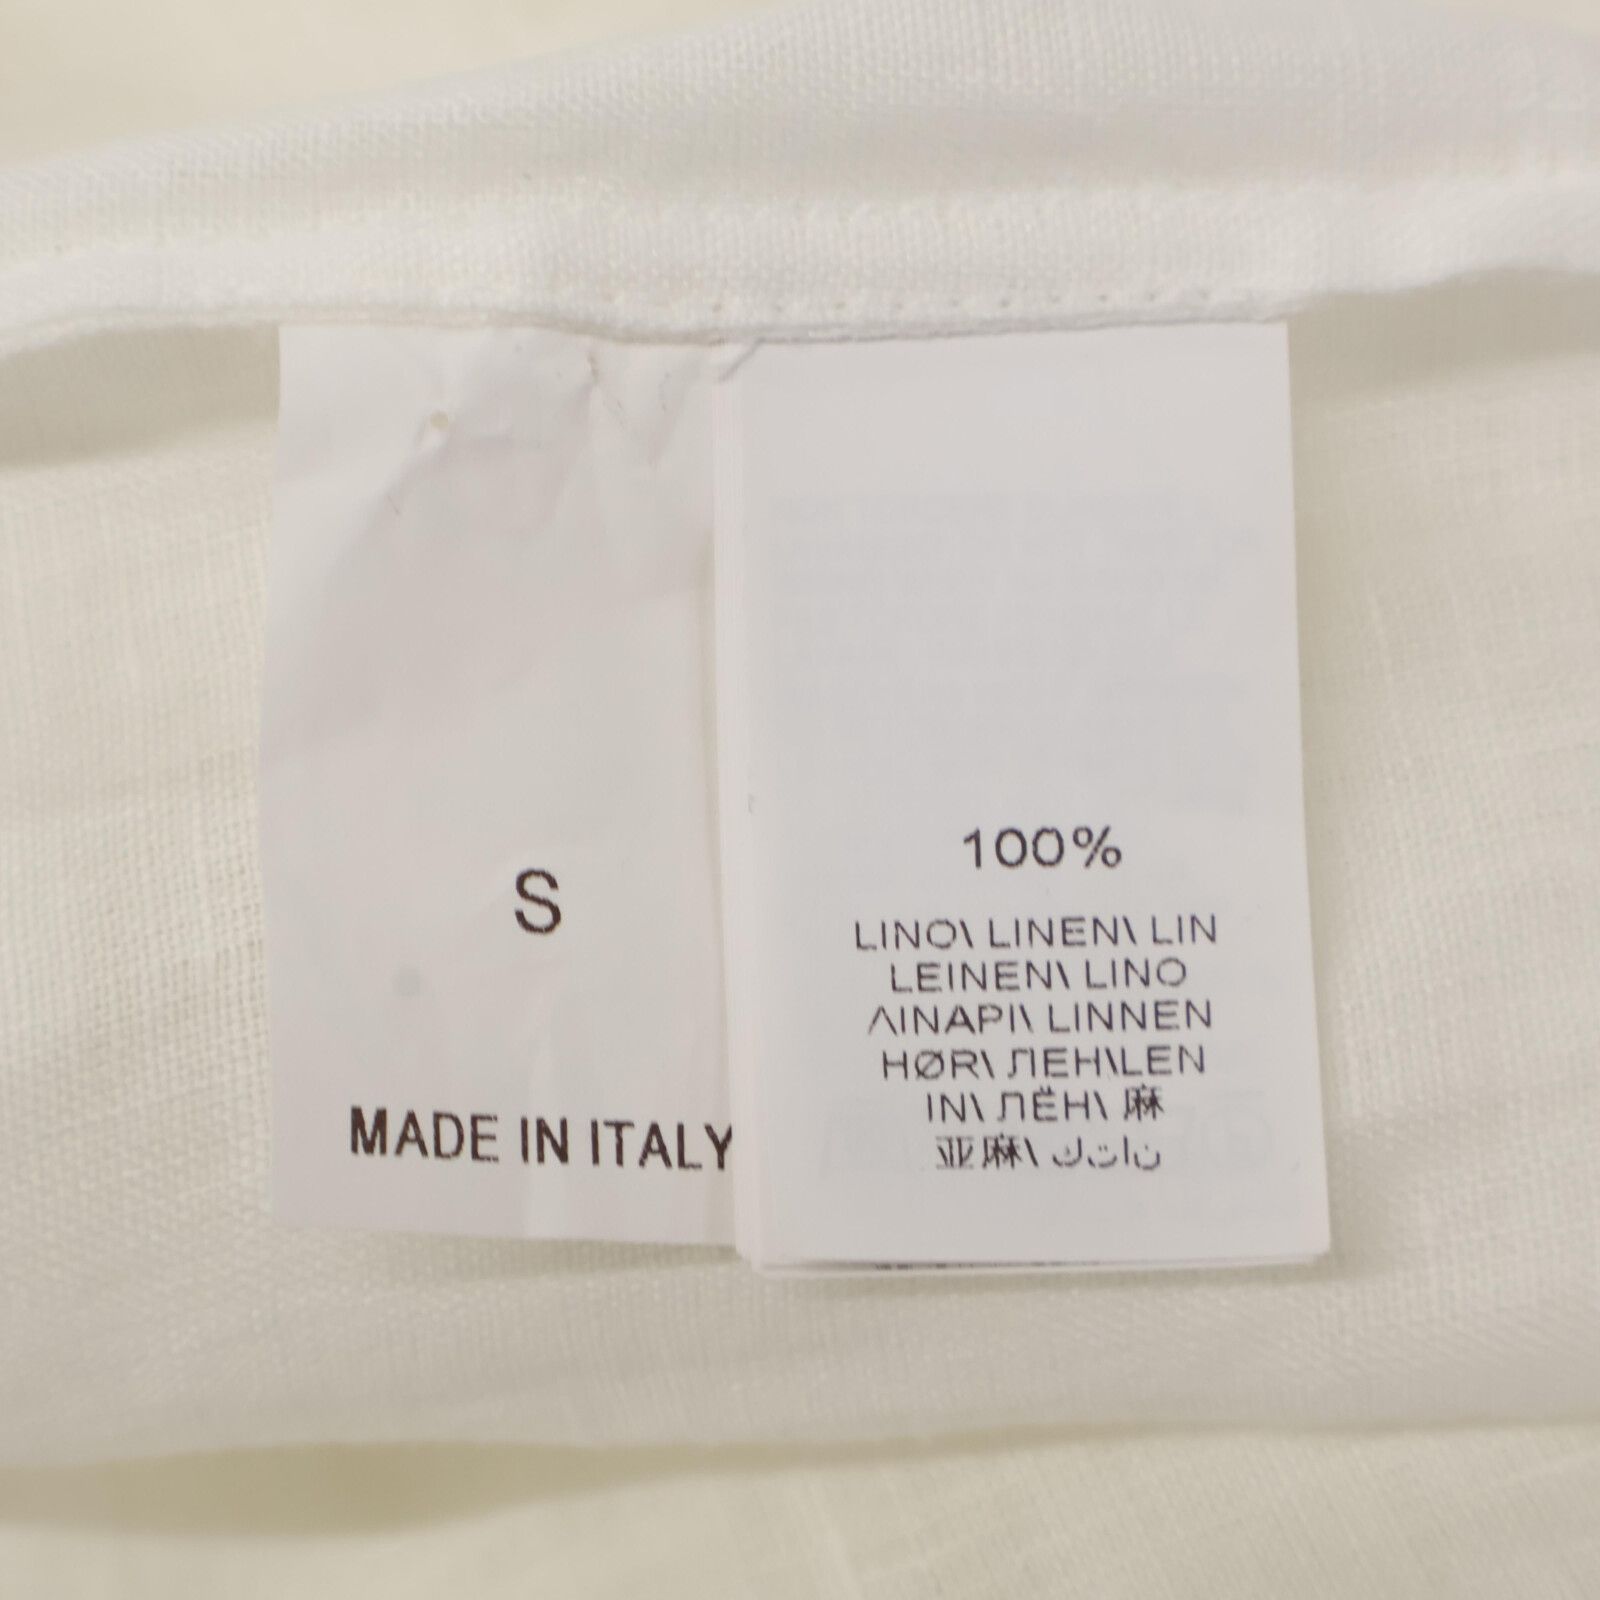 S
MADE IN ITALY
100%
LINO\ LINEN\ LIN
LEINEN\ LINO
ΛΙΝΑΡΙ\ LINNEN
HØR\ ЛЕН\LEN
IN\ ЛЁН\ 麻
亚麻\